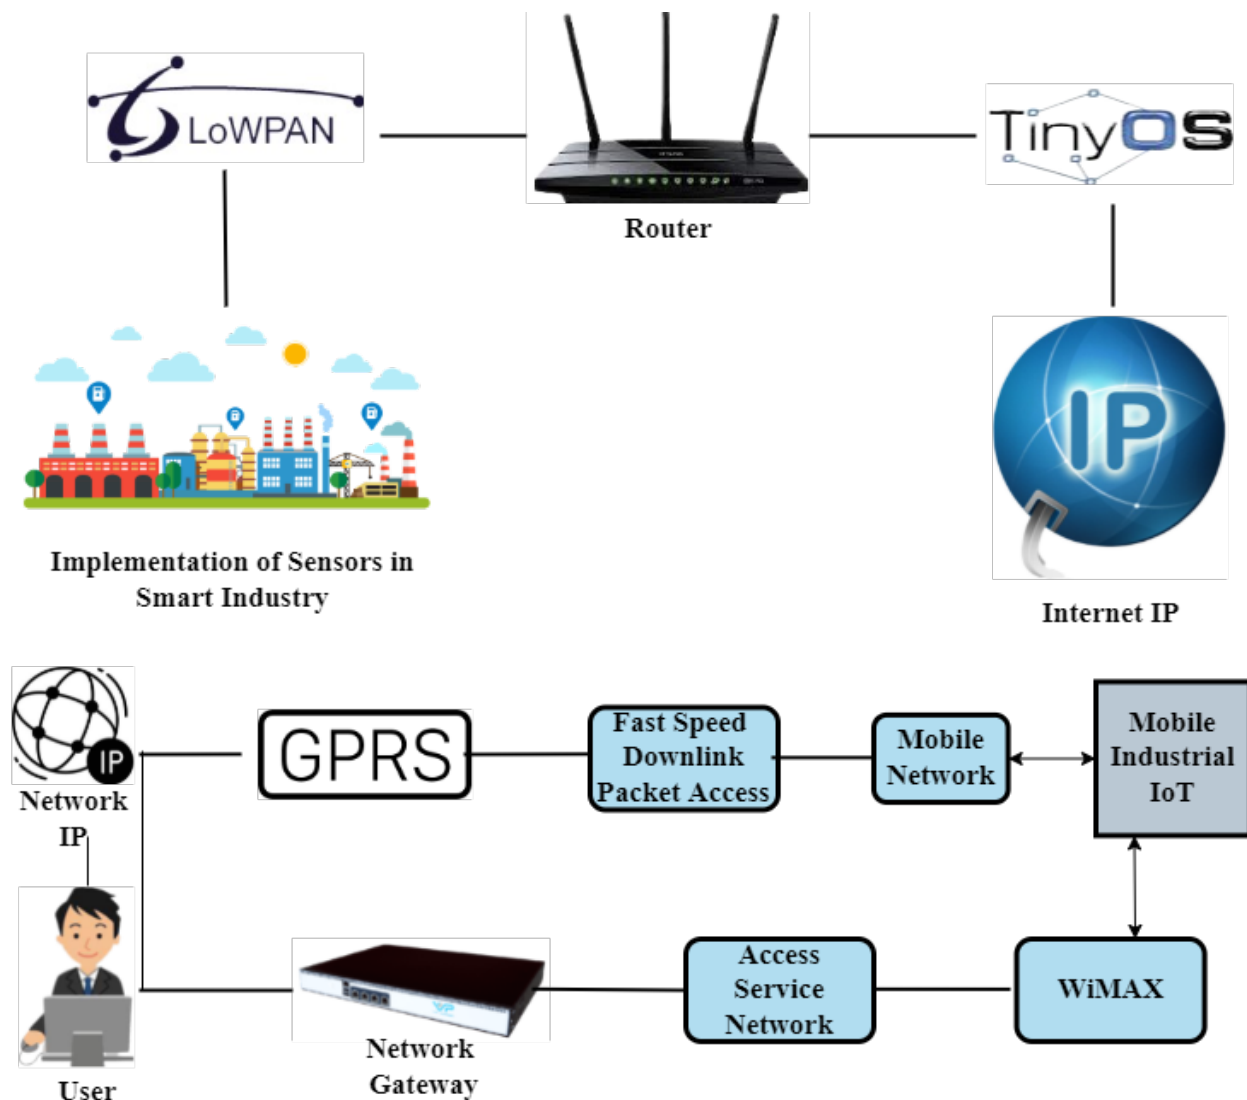 LoWPAN
TinyOS
Router
IP
Implementation of Sensors in
Smart Industry
Internet IP
IP
Network
IP
GPRS
Fast Speed
Downlink
Packet Access
Mobile
Network
Mobile
Industrial
IoT
User
Network
Gateway
Access
Service
Network
WiMAX